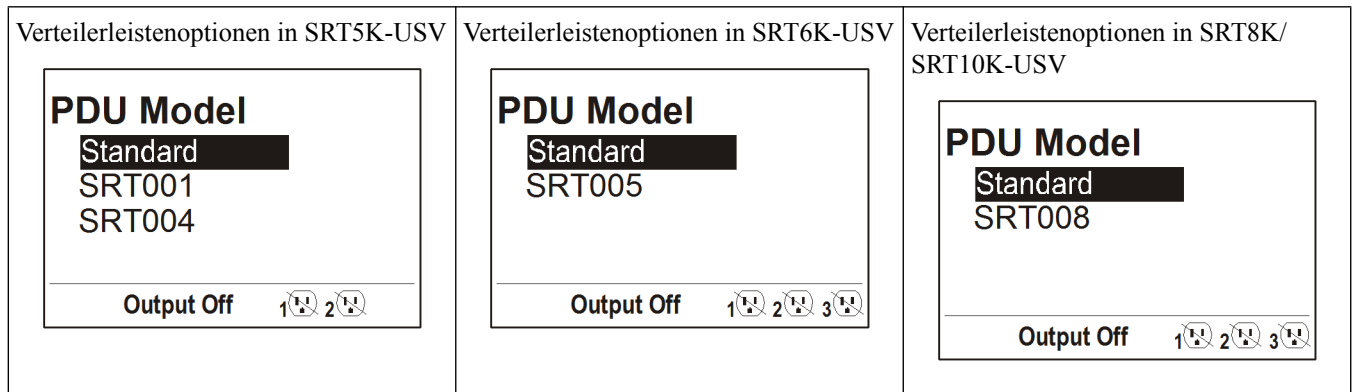 Verteilerleistenoptionen in SRT5K-USV
PDU Model
Standard
SRT001
SRT004
Output Off 1 2
Verteilerleistenoptionen in SRT6K-USV
PDU Model
Standard
SRT005
Output Off 1 2 3
Verteilerleistenoptionen in SRT8K/
SRT10K-USV
PDU Model
Standard
SRT008
Output Off 1 2 3